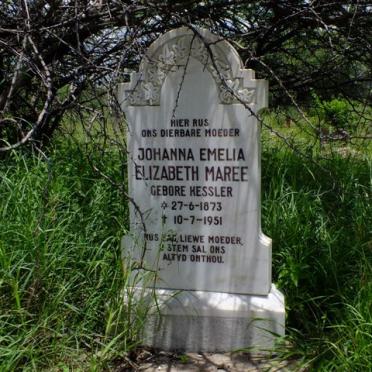 HIER RUS
ONS DIERBARE MOEDER
JOHANNA EMELIA
ELIZABETH MAREE
GEBORE KESSLER
27-6-1873
10-7-1951
RUS SAG, LIEWE MOEDER,
STEM SAL ONS
ALTYD ONTHOU.